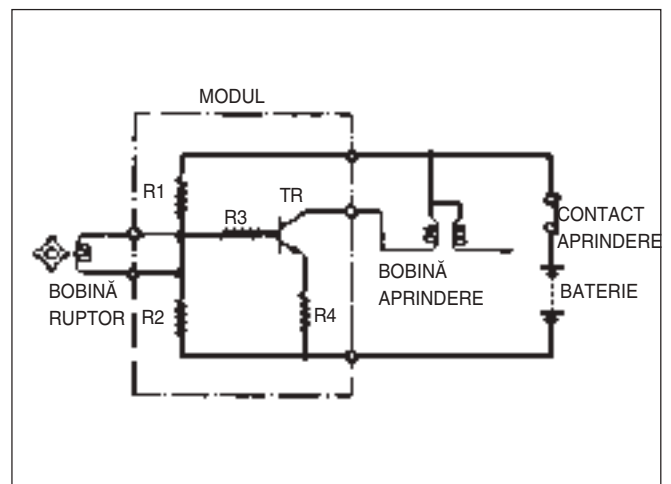 MODUL
R1
TR
R3
CONTACT
APRINDERE
BOBINĂ
RUPTOR
BOBINĂ
APRINDERE
BATERIE
R2
R4